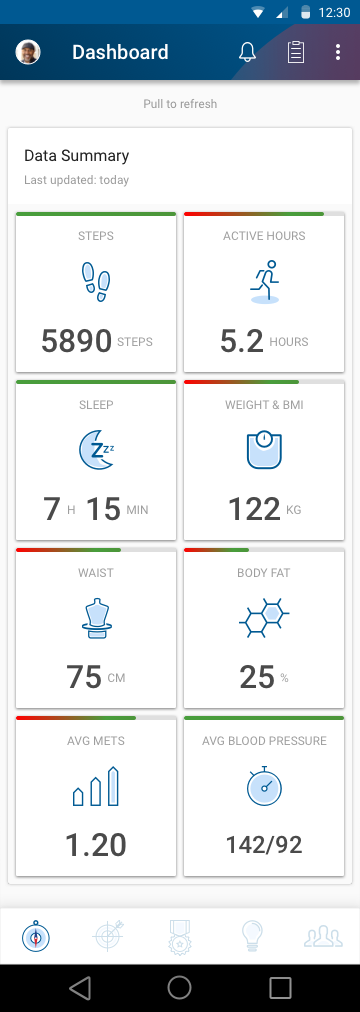 12:30
Dashboard
Pull to refresh
Data Summary
Last updated: today
STEPS
5890 STEPS
ACTIVE HOURS
5.2 HOURS
SLEEP
Zzz
7 H 15 MIN
WEIGHT & BMI
122 KG
WAIST
75 CM
BODY FAT
25 %
AVG METS
1.20
AVG BLOOD PRESSURE
142/92